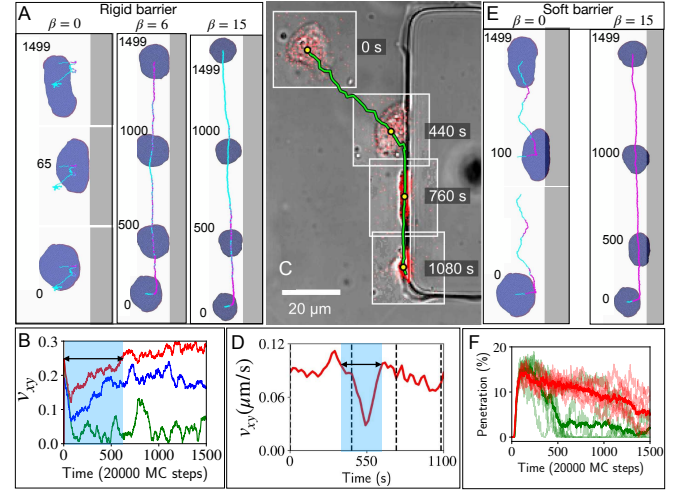 A
Rigid barrier
β = 0
β = 6
β = 15
1499
65
0
1499
1000
500
0
1499
1000
500
0
0 s
440 s
760 s
1080 s
C
20 μm
E
Soft barrier
β = 0
β = 15
1499
100
0
1499
1000
500
0
B
v_xy
0.3
0.2
0.1
0.0
0
500
1000
1500
Time (20000 MC steps)
D
v_xy(μm/s)
0.12
0.06
0.00
0
550
1100
Time (s)
F
Penetration (%)
20
15
10
5
0
0
500
1000
1500
Time (20000 MC steps)